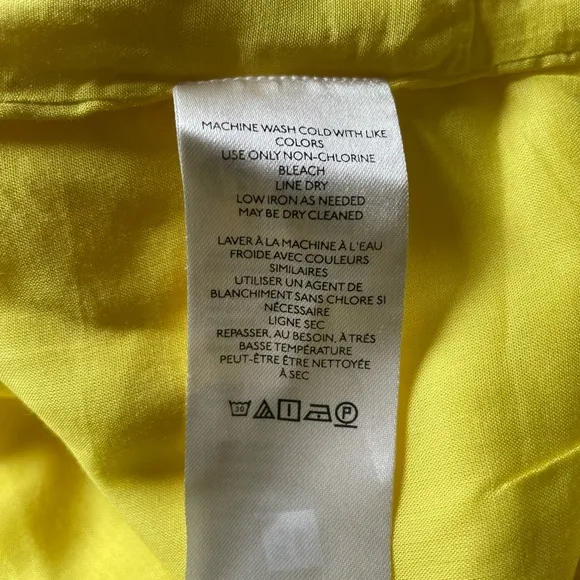 MACHINE WASH COLD WITH LIKE
COLORS
USE ONLY NON-CHLORINE
BLEACH
LINE DRY
LOW IRON AS NEEDED
MAY BE DRY CLEANED
LAVER À LA MACHINE À L'EAU
FROIDE AVEC COULEURS
SIMILAIRES
UTILISER UN AGENT DE
BLANCHIMENT SANS CHLORE SI
NÉCESSAIRE
LIGNE SEC
REPASSER, AU BESOIN, À TRÉS
BASSE TEMPÉRATURE
PEUT-ÊTRE ÊTRE NETTOYÉE
À SEC
30 P